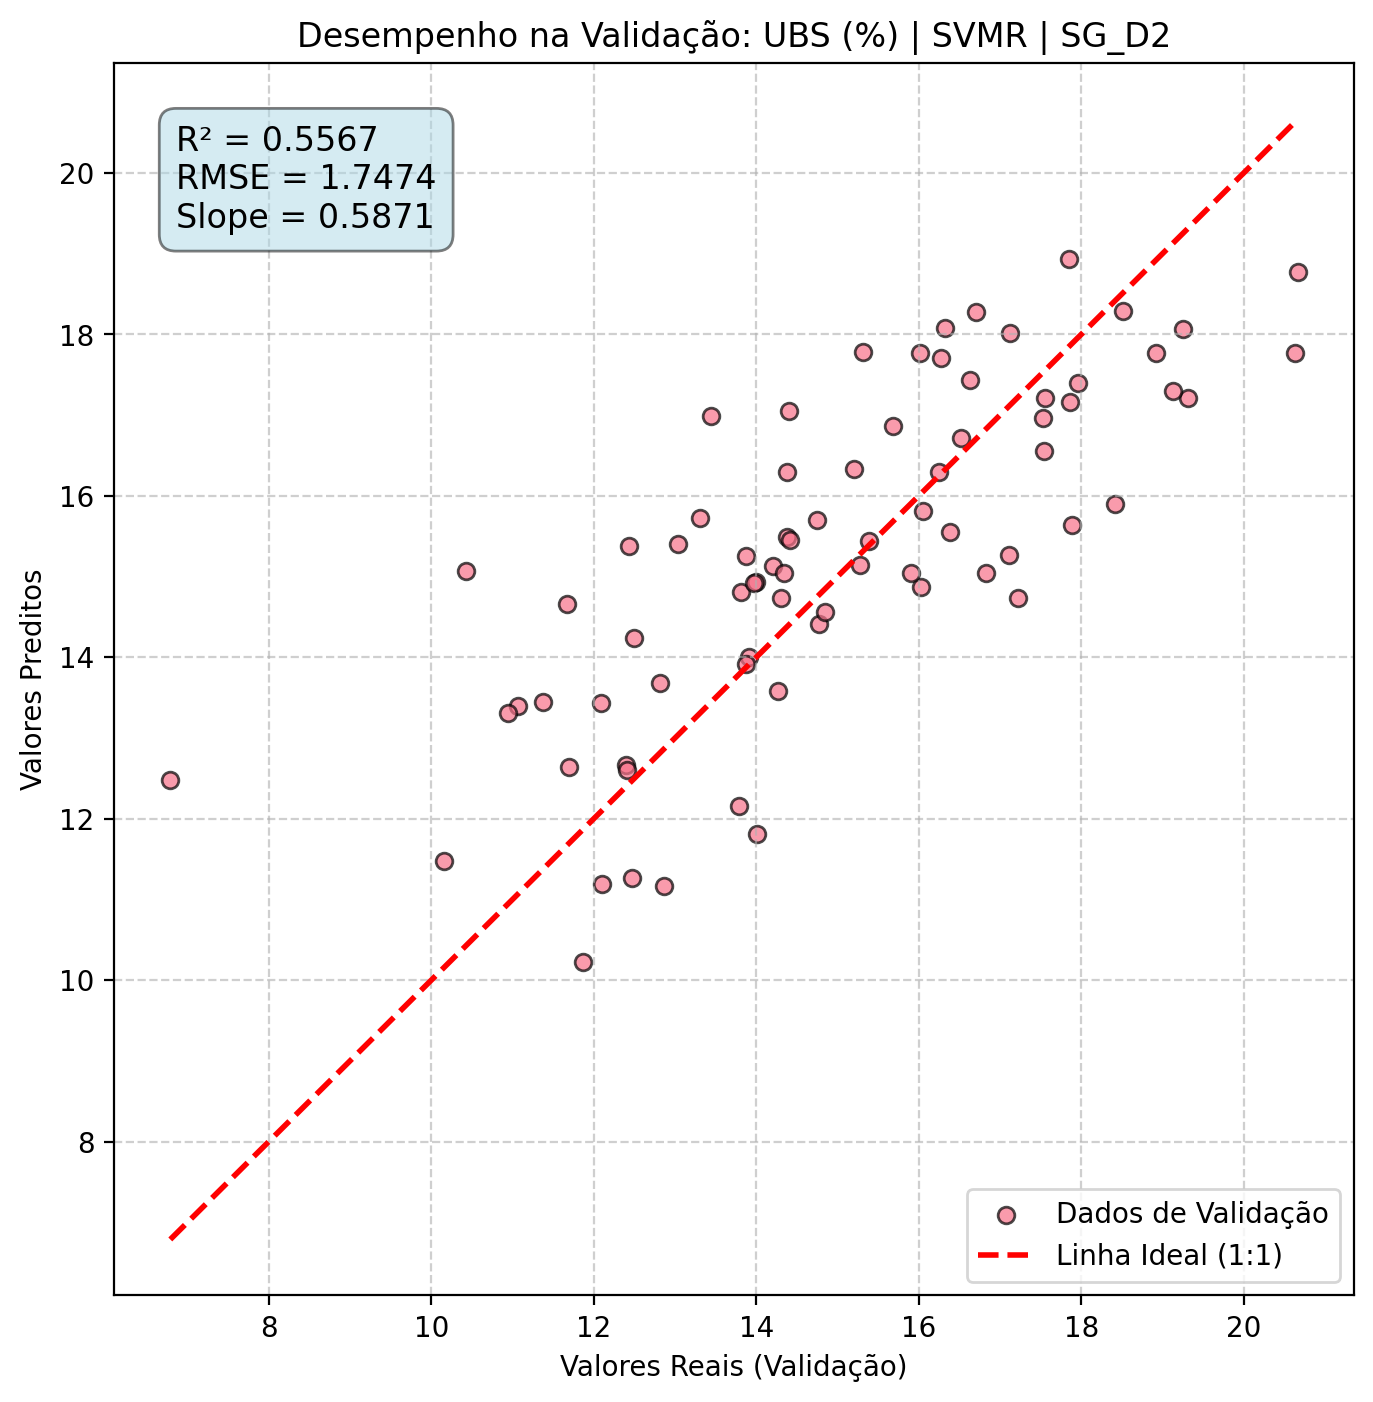 Desempenho na Validação: UBS (%) | SVMR | SG_D2
R² = 0.5567
RMSE = 1.7474
Slope = 0.5871
20
18
16
14
12
10
8
Valores Preditos
Dados de Validação
Linha Ideal (1:1)
8 10 12 14 16 18 20
Valores Reais (Validação)